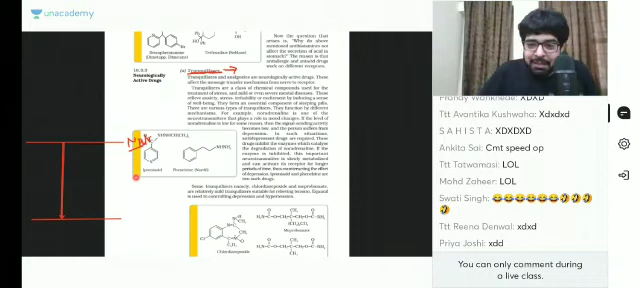 unacademy
Now the question that
arises is, "Why do above
mentioned antihistamines not
affect the secretion of acid in
stomach?" The reason is that
antiallergic and antacid drugs
work on different receptors.
16.3.2
Neurologically
Active Drugs
(a) Tranquilizers
Tranquilizers and analgesics are neurologically active drugs. These
affect the message transfer mechanism from nerve to receptor.
Tranquilizers are a class of chemical compounds used for the
treatment of stress, and mild or even severe mental diseases. These
relieve anxiety, stress, irritability or excitement by inducing a sense
of well-being. They form an essential component of sleeping pills.
There are various types of tranquilizers. They function by different
mechanisms. For example, noradrenaline is one of the
neurotransmitters that plays a role in mood changes. If the level of
noradrenaline is low for some reason, then the signal-sending activity
becomes low, and the person suffers from
depression. In such situations,
antidepressant drugs are required. These
drugs inhibit the enzymes which catalyse
the degradation of noradrenaline. If the
enzyme is inhibited, this important
neurotransmitter is slowly metabolised
and can activate its receptor for longer
periods of time, thus counteracting the effect
of depression. Iproniazid and phenelzine are
two such drugs.
Iproniazid
Phenelzine (Nardil)
Some tranquilizers namely, chlordiazepoxide and meprobamate,
are relatively mild tranquilizers suitable for relieving tension. Equanil
is used in controlling depression and hypertension.
Chlordiazepoxide
Meprobamate
Ttt Avantika Kushwaha: Xdxdxd
S A H I S T A: XDXDXD
Ankita Sai: Cmt speed op
Ttt Tatwamasi: LOL
Mohd Zaheer: LOL
Swati Singh: 😂😂😂😂😂🤣🤣🤣
🤣
Ttt Reena Denwal: xdxd
Priya Joshi: xdd
You can only comment during
a live class.